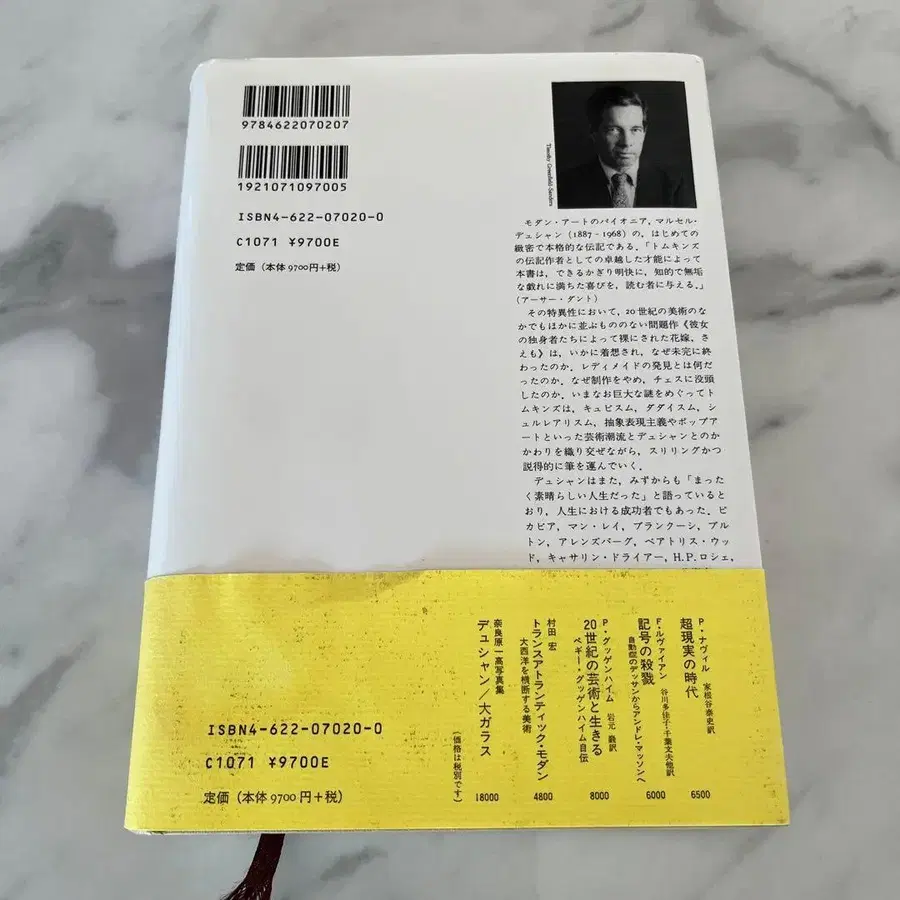 9784622070207
1921071097005
ISBN4-622-07020-0
C1071 ¥9700E
定価（本体9700円+税）
Timothy Greenfield-Sanders
モダン・アートのパイオニア，マルセル・
デュシャン（1887‐1968）の，はじめての
緻密で本格的な伝記である．「トムキンズ
の伝記作者としての卓越した才能によって
本書は，できるかぎり明快に，知的で無垢
な戯れに満ちた喜びを，読む者に与える．」
（アーサー・ダント）
その特異性において，20世紀の美術のな
かでもほかに並ぶもののない問題作《彼女
の独身者たちによって裸にされた花嫁，さ
えも》は，いかに着想され，なぜ未完に終
わったのか．レディメイドの発見とは何だ
ったのか．なぜ制作をやめ，チェスに没頭
したのか．いまなお巨大な謎をめぐってト
ムキンズは，キュビスム，ダダイスム，シ
ュルレアリスム，抽象表現主義やポップア
ートといった芸術潮流とデュシャンとのか
かわりを織り交ぜながら，スリリングかつ
説得的に筆を運んでいく．
デュシャンはまた，みずからも「まった
く素晴らしい人生だった」と語っていると
おり，人生における成功者でもあった．ピ
カビア，マン・レイ，ブランクーシ，ブル
トン，アレンズバーグ，ベアトリス・ウッ
ド，キャサリン・ドライアー，H.P.ロシェ，
P・ナヴィル 家根谷泰史訳
超現実の時代 6500
F・ルヴァイアン 谷川多佳子・千葉文夫他訳
記号の殺戮 6000
自動症のデッサンからアンドレ・マッソンへ
P・グッゲンハイム 岩元 巌訳
20世紀の芸術と生きる 8000
ペギー・グッゲンハイム自伝
村田 宏
トランスアトランティック・モダン 4800
大西洋を横断する美術
奈良原一高写真集
デュシャン／大ガラス 18000
（価格は税別です）
ISBN4-622-07020-0
C1071 ¥9700E
定価（本体9700円+税）